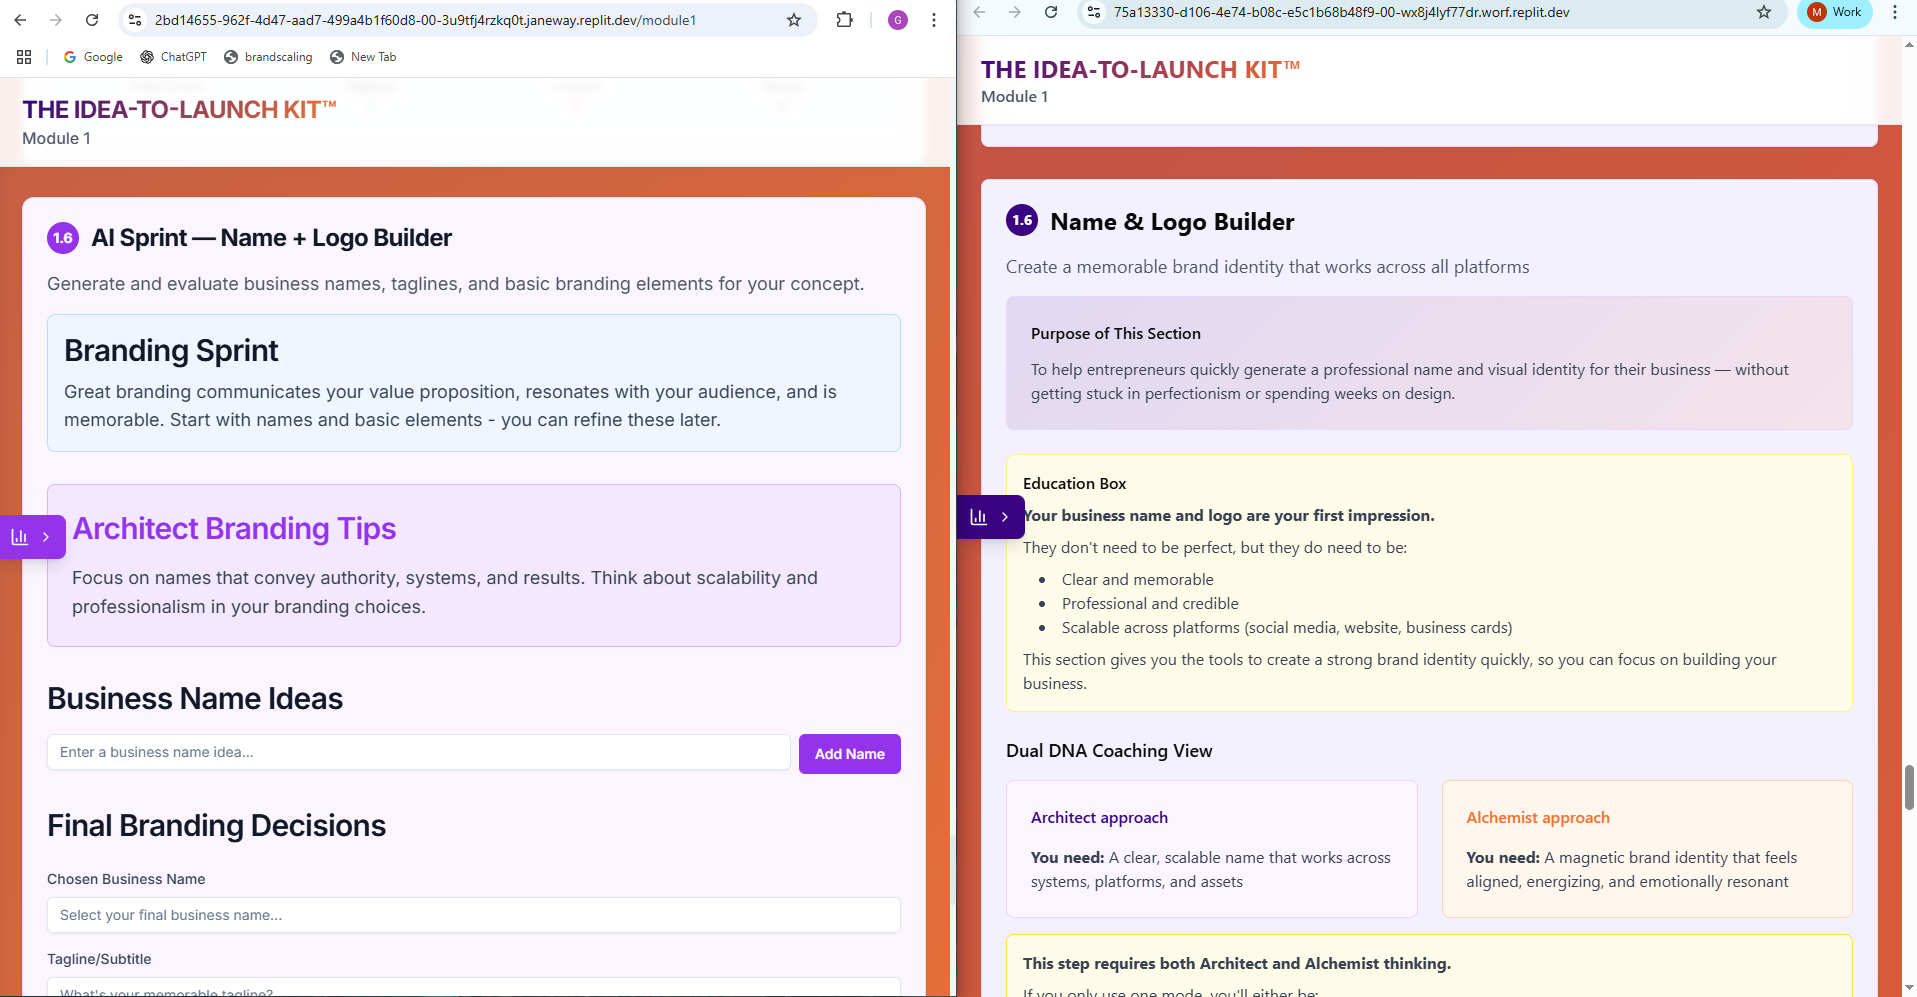 2bd14655-962f-4d47-aad7-499a4b1f60d8-00-3u9tfj4rzkq0t.janeway.replit.dev/module1
G
Google
ChatGPT
brandscaling
New Tab
THE IDEA-TO-LAUNCH KIT™
Module 1
1.6 AI Sprint — Name + Logo Builder
Generate and evaluate business names, taglines, and basic branding elements for your concept.
Branding Sprint
Great branding communicates your value proposition, resonates with your audience, and is
memorable. Start with names and basic elements - you can refine these later.
Architect Branding Tips
Focus on names that convey authority, systems, and results. Think about scalability and
professionalism in your branding choices.
Business Name Ideas
Enter a business name idea...
Add Name
Final Branding Decisions
Chosen Business Name
Select your final business name...
Tagline/Subtitle
What's your memorable tagline?
75a13330-d106-4e74-b08c-e5c1b68b48f9-00-wx8j4lyf77dr.worf.replit.dev
M Work
THE IDEA-TO-LAUNCH KIT™
Module 1
1.6 Name & Logo Builder
Create a memorable brand identity that works across all platforms
Purpose of This Section
To help entrepreneurs quickly generate a professional name and visual identity for their business — without
getting stuck in perfectionism or spending weeks on design.
Education Box
Your business name and logo are your first impression.
They don't need to be perfect, but they do need to be:
• Clear and memorable
• Professional and credible
• Scalable across platforms (social media, website, business cards)
This section gives you the tools to create a strong brand identity quickly, so you can focus on building your
business.
Dual DNA Coaching View
Architect approach
You need: A clear, scalable name that works across
systems, platforms, and assets
Alchemist approach
You need: A magnetic brand identity that feels
aligned, energizing, and emotionally resonant
This step requires both Architect and Alchemist thinking.
If you only use one mode, you'll either be: